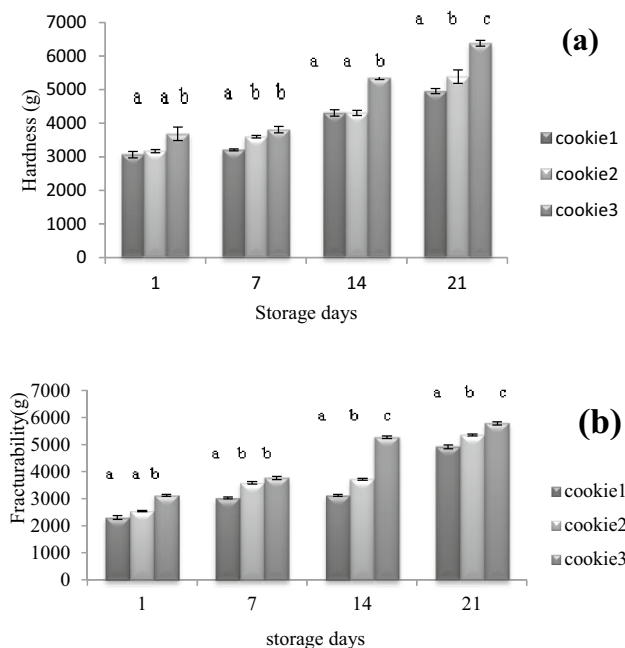 (a)
7000
6000
5000
4000
3000
2000
1000
0
Hardness (g)
a a b
a b b
a a b
a b c
1 7 14 21
Storage days
cookie1
cookie2
cookie3
(b)
7000
6000
5000
4000
3000
2000
1000
0
Fracturability(g)
a a b
a b b
a b c
a b c
1 7 14 21
storage days
cookie1
cookie2
cookie3